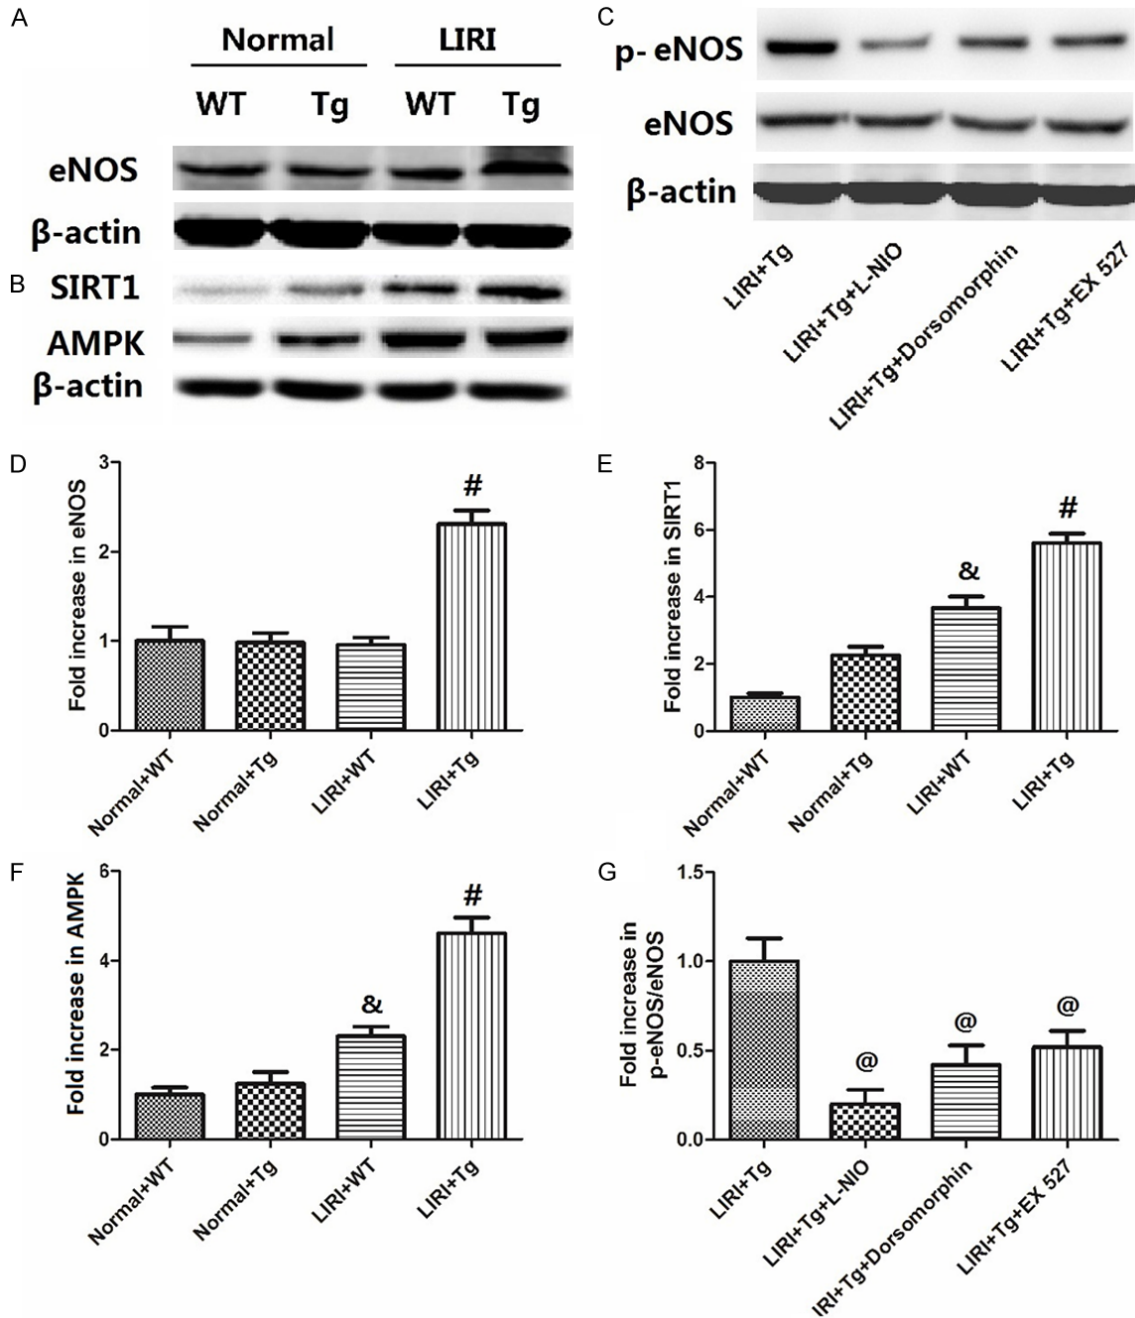 A
Normal LIRI
WT Tg WT Tg
eNOS
β-actin
B
SIRT1
AMPK
β-actin
C
p- eNOS
eNOS
β-actin
LIRI+Tg
LIRI+Tg+L-NIO
LIRI+Tg+Dorsomorphin
LIRI+Tg+EX 527
D
Fold increase in eNOS
3
2
1
0
#
Normal+WT
Normal+Tg
LIRI+WT
LIRI+Tg
E
Fold increase in SIRT1
8
6
4
2
0
&
#
Normal+WT
Normal+Tg
LIRI+WT
LIRI+Tg
F
Fold increase in AMPK
6
4
2
0
&
#
Normal+WT
Normal+Tg
LIRI+WT
LIRI+Tg
G
Fold increase in
p-eNOS/eNOS
1.5
1.0
0.5
0.0
@
@
@
LIRI+Tg
LIRI+Tg+L-NIO
IRI+Tg+Dorsomorphin
LIRI+Tg+EX 527